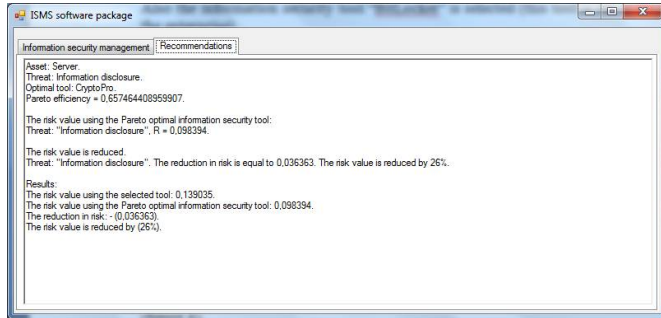 ISMS software package
Information security management
Recommendations
Asset: Server.
Threat: Information disclosure.
Optimal tool: CryptoPro.
Pareto efficiency = 0,657464408959907.
The risk value using the Pareto optimal information security tool:
Threat: "Information disclosure", R = 0,098394.
The risk value is reduced.
Threat: "Information disclosure". The reduction in risk is equal to 0,036363. The risk value is reduced by 26%.
Results:
The risk value using the selected tool: 0,139035.
The risk value using the Pareto optimal information security tool: 0,098394.
The reduction in risk: - (0,036363).
The risk value is reduced by (26%).